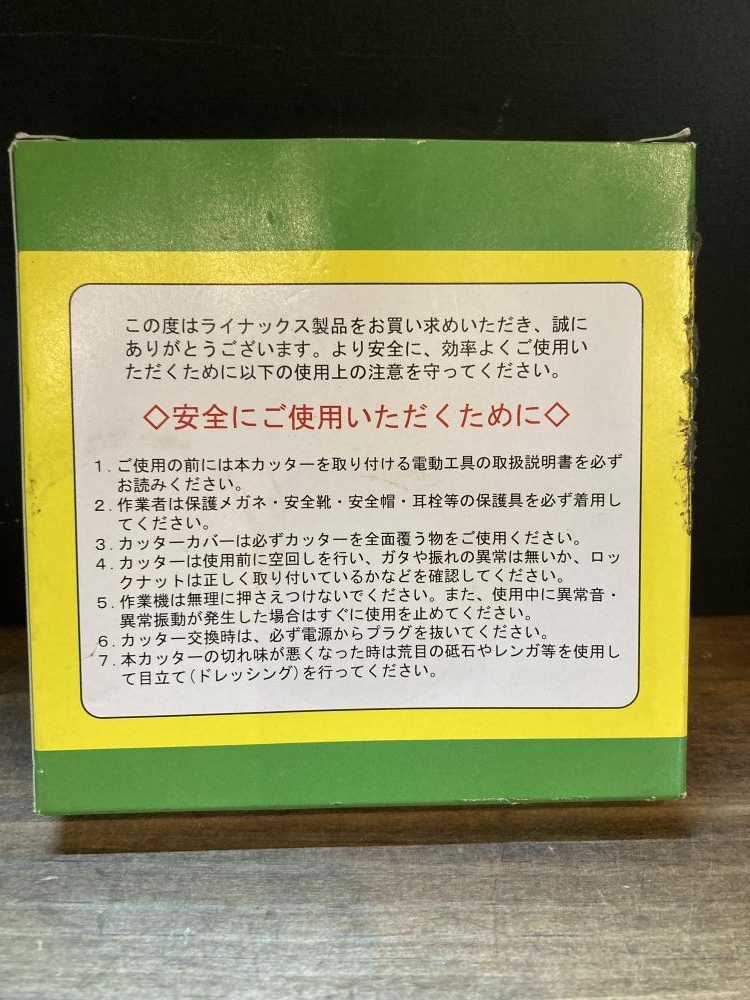 この度はライナックス製品をお買い求めいただき、誠に
ありがとうございます。より安全に、効率よくご使用い
ただくために以下の使用上の注意を守ってください。
◇安全にご使用いただくために◇
1. ご使用の前には本カッターを取り付ける電動工具の取扱説明書を必ず
お読みください。
2. 作業者は保護メガネ・安全靴・安全帽・耳栓等の保護具を必ず着用し
てください。
3. カッターカバーは必ずカッターを全面覆う物をご使用ください。
4. カッターは使用前に空回しを行い、ガタや振れの異常は無いか、ロッ
クナットは正しく取り付いているかなどを確認してください。
5. 作業機は無理に押さえつけないでください。また、使用中に異常音・
異常振動が発生した場合はすぐに使用を止めてください。
6. カッター交換時は、必ず電源からプラグを抜いてください。
7. 本カッターの切れ味が悪くなった時は荒目の砥石やレンガ等を使用し
て目立て(ドレッシング)を行ってください。